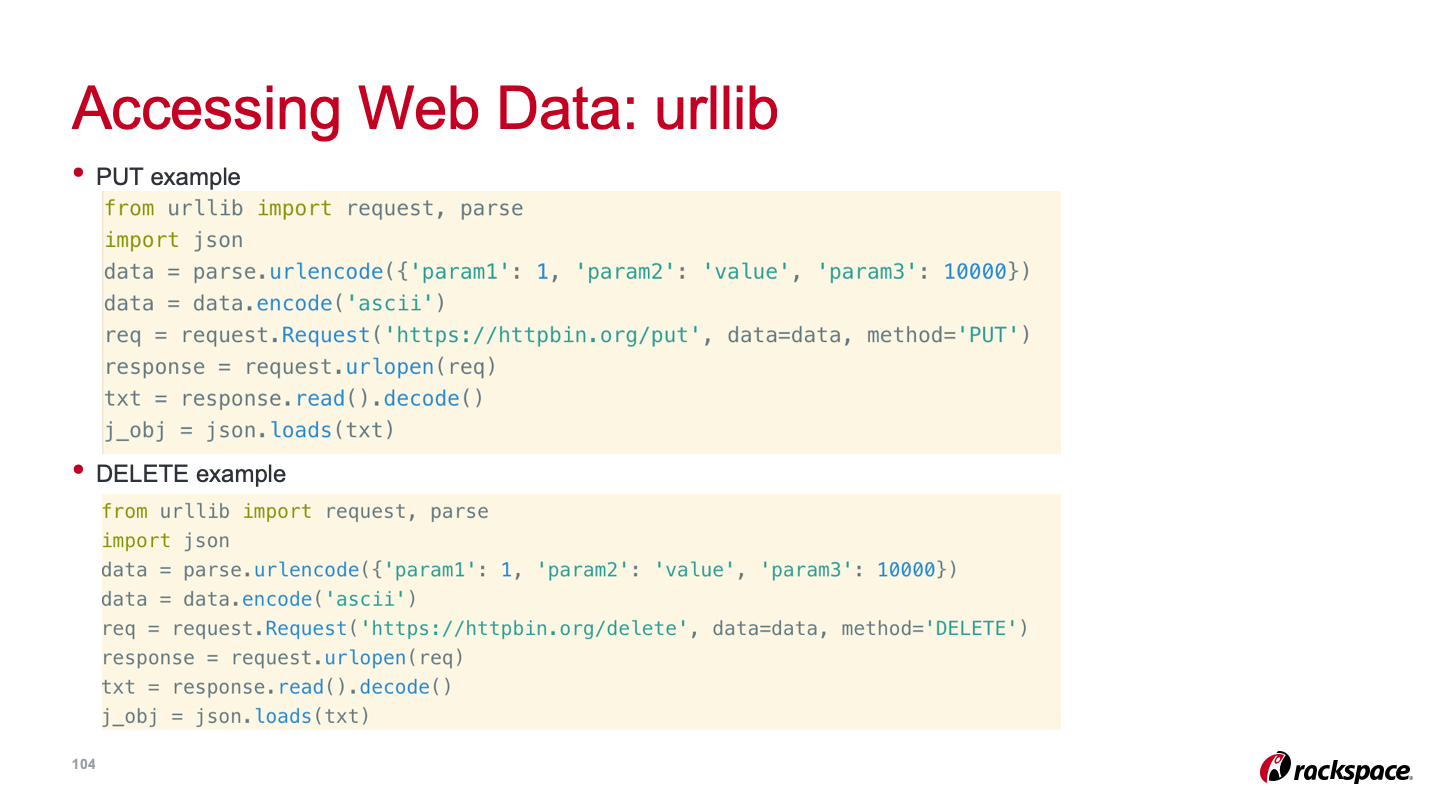 Accessing Web Data: urllib
• PUT example
from urllib import request, parse
import json
data = parse.urlencode({'param1': 1, 'param2': 'value', 'param3': 10000})
data = data.encode('ascii')
req = request.Request('https://httpbin.org/put', data=data, method='PUT')
response = request.urlopen(req)
txt = response.read().decode()
j_obj = json.loads(txt)
• DELETE example
from urllib import request, parse
import json
data = parse.urlencode({'param1': 1, 'param2': 'value', 'param3': 10000})
data = data.encode('ascii')
req = request.Request('https://httpbin.org/delete', data=data, method='DELETE')
response = request.urlopen(req)
txt = response.read().decode()
j_obj = json.loads(txt)
104
rackspace.